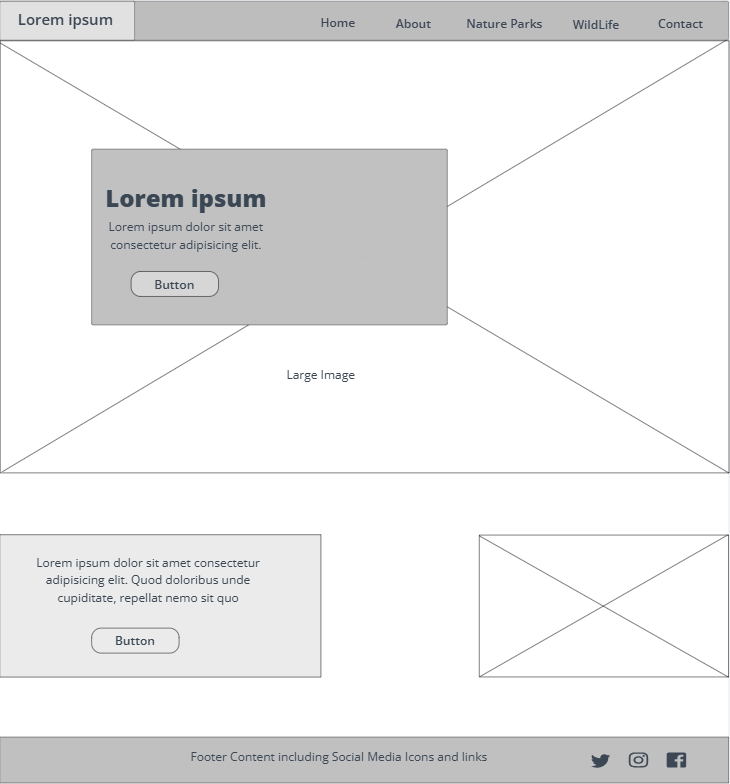 Lorem ipsum
Home About Nature Parks WildLife Contact
Lorem ipsum
Lorem ipsum dolor sit amet
consectetur adipisicing elit.
Button
Large Image
Lorem ipsum dolor sit amet consectetur
adipisicing elit. Quod doloribus unde
cupiditate, repellat nemo sit quo
Button
Footer Content including Social Media Icons and links